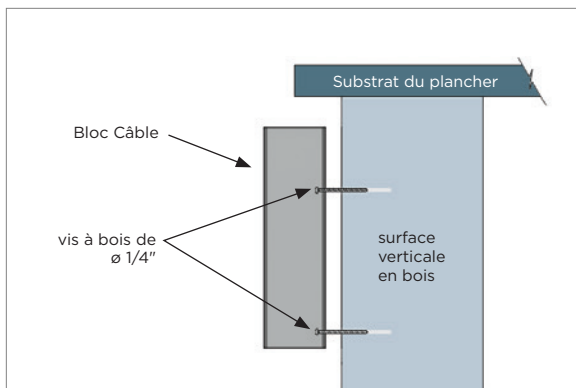 Substrat du plancher
Bloc Câble
vis à bois de
ø 1/4"
surface
verticale
en bois